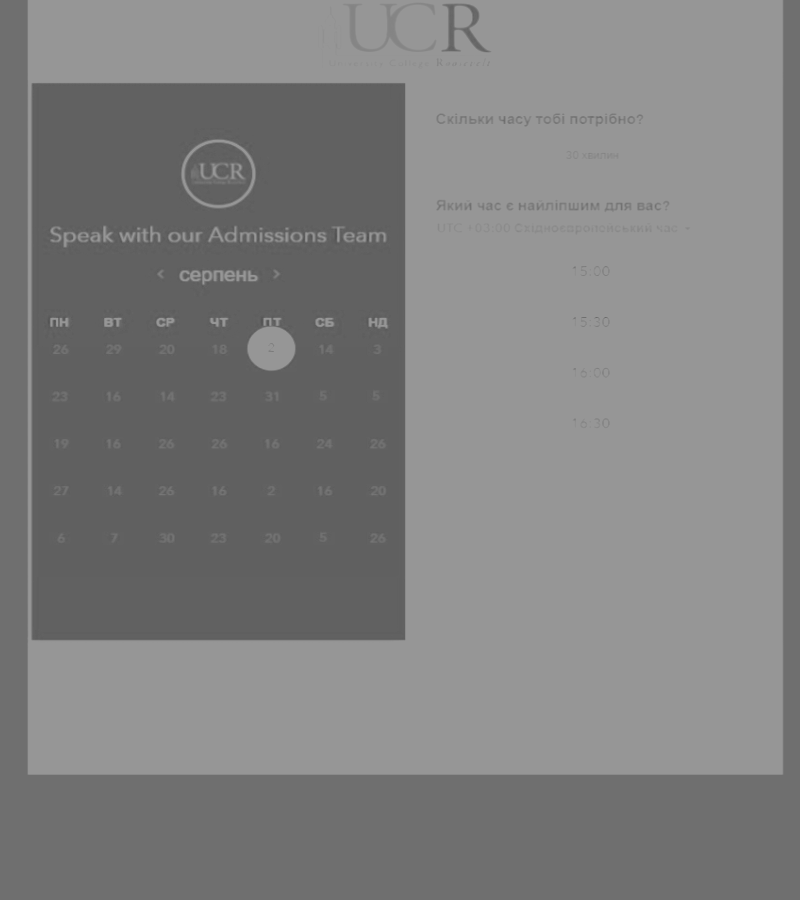 UCR
University College Roosevelt
UCR
Speak with our Admissions Team
< серпень >
ПН ВТ СР ЧТ ПТ СБ НД
26 29 20 18 2 14 3
23 16 14 23 31 5 5
19 16 26 26 16 24 26
27 14 26 16 2 16 20
6 7 30 23 20 5 26
Скільки часу тобі потрібно?
30 хвилин
Який час є найліпшим для вас?
UTC +03:00 Східноєвропейський час
15:00
15:30
16:00
16:30